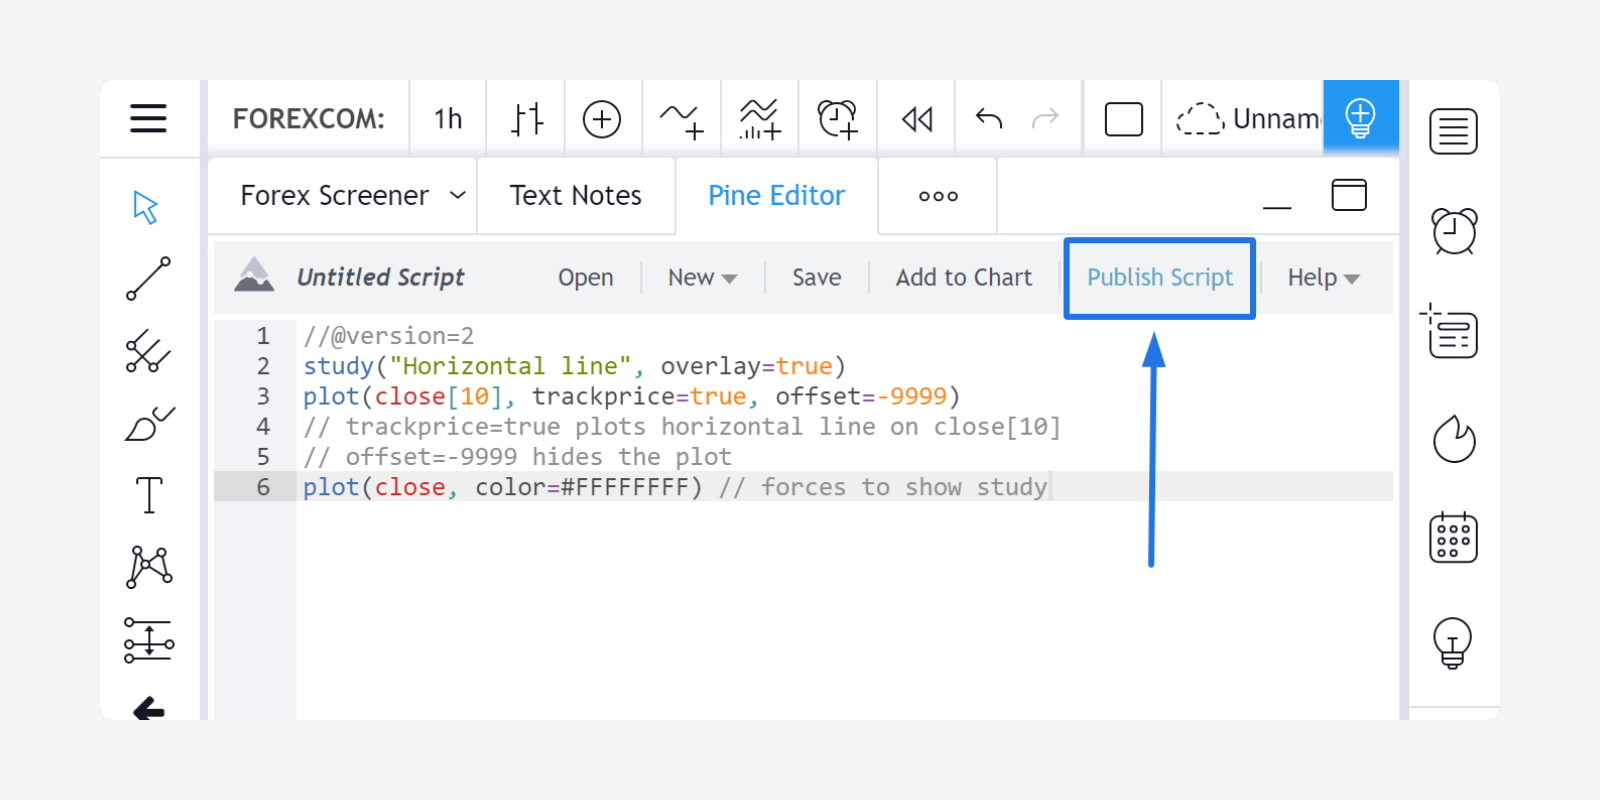 FOREXCOM: 1h Unnam
Forex Screener Text Notes Pine Editor
Untitled Script Open New Save Add to Chart Publish Script Help
1 //@version=2
2 study("Horizontal line", overlay=true)
3 plot(close[10], trackprice=true, offset=-9999)
4 // trackprice=true plots horizontal line on close[10]
5 // offset=-9999 hides the plot
6 plot(close, color=#FFFFFFFF) // forces to show study